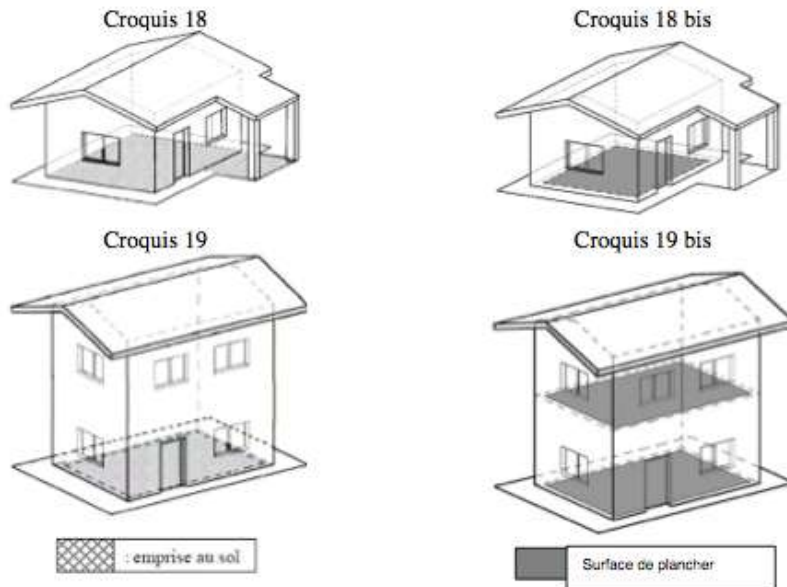 Croquis 18
Croquis 18 bis
Croquis 19
Croquis 19 bis
: emprise au sol
Surface de plancher